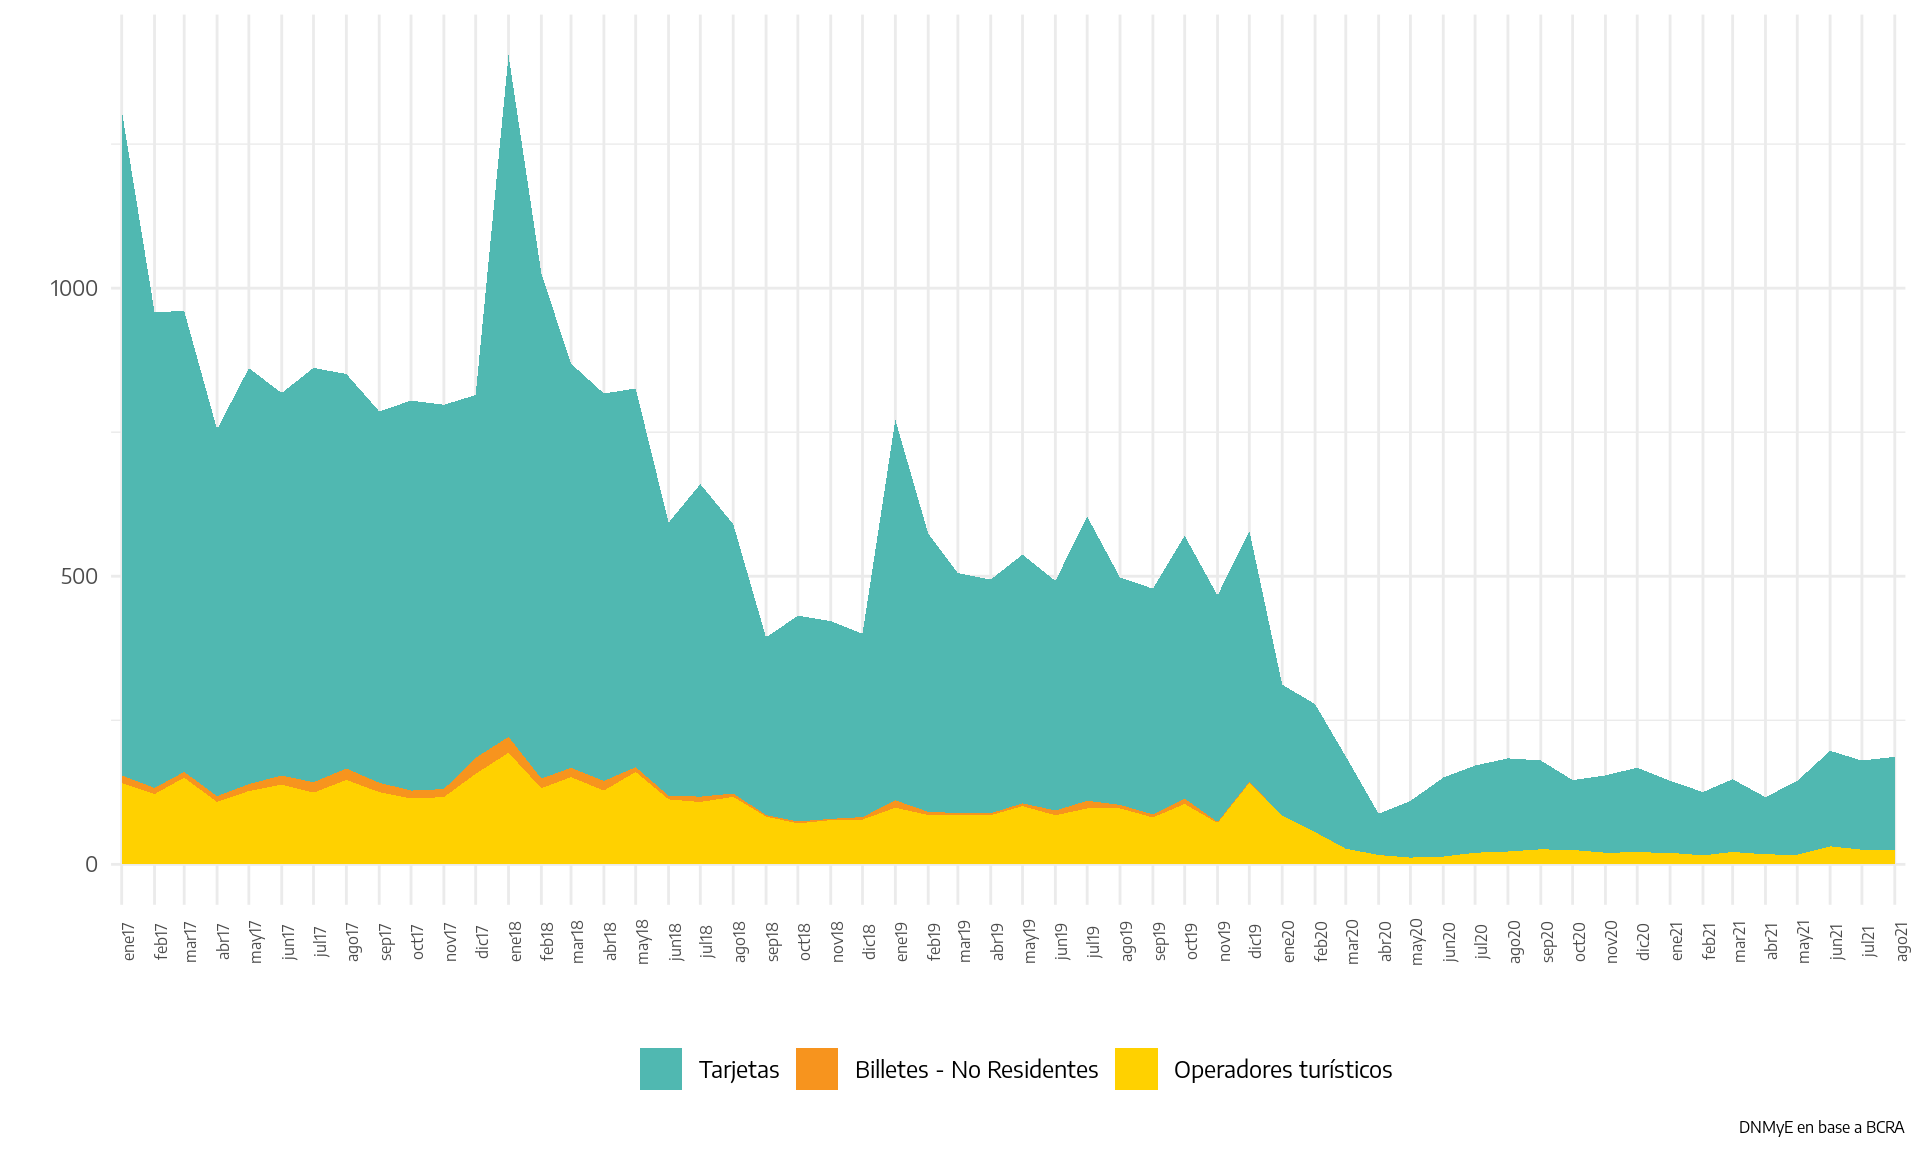 1000
500
0
ene17 feb17 mar17 abr17 may17 jun17 jul17 ago17 sep17 oct17 nov17 dic17 ene18 feb18 mar18 abr18 may18 jun18 jul18 ago18 sep18 oct18 nov18 dic18 ene19 feb19 mar19 abr19 may19 jun19 jul19 ago19 sep19 oct19 nov19 dic19 ene20 feb20 mar20 abr20 may20 jun20 jul20 ago20 sep20 oct20 nov20 dic20 ene21 feb21 mar21 abr21 may21 jun21 jul21 ago21
Tarjetas Billetes - No Residentes Operadores turísticos
DNMyE en base a BCRA